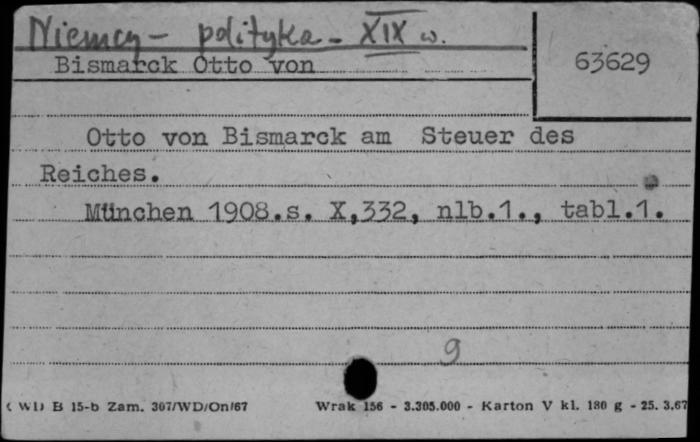 Niemcy - polityka - XIX w.
Bismarck Otto von
63629
Otto von Bismarck am Steuer des
Reiches.
München 1908.s. X,332, nlb.1., tabl.1.
9
WD B 15-b Zam. 307/WD/On/67 Wrak 156 - 3.305.000 - Karton V kl. 180 g - 25. 3.67